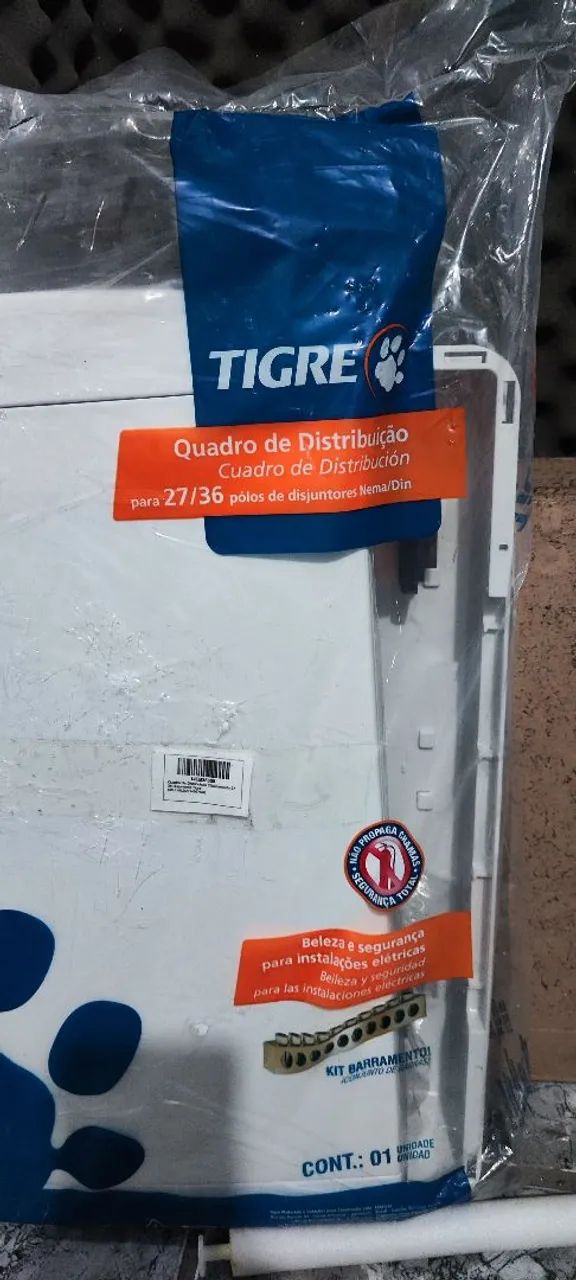 TIGRE
Quadro de Distribuição
Cuadro de Distribución
para 27/36 pólos de disjuntores Nema/Din
NÃO PROPAGA CHAMAS
SEGURANÇA TOTAL
Beleza e segurança
para instalações elétricas
Belleza y seguridad
para las instalaciones eléctricas
KIT BARRAMENTO!
CONT.: 01 UNIDADE
UNIDAD